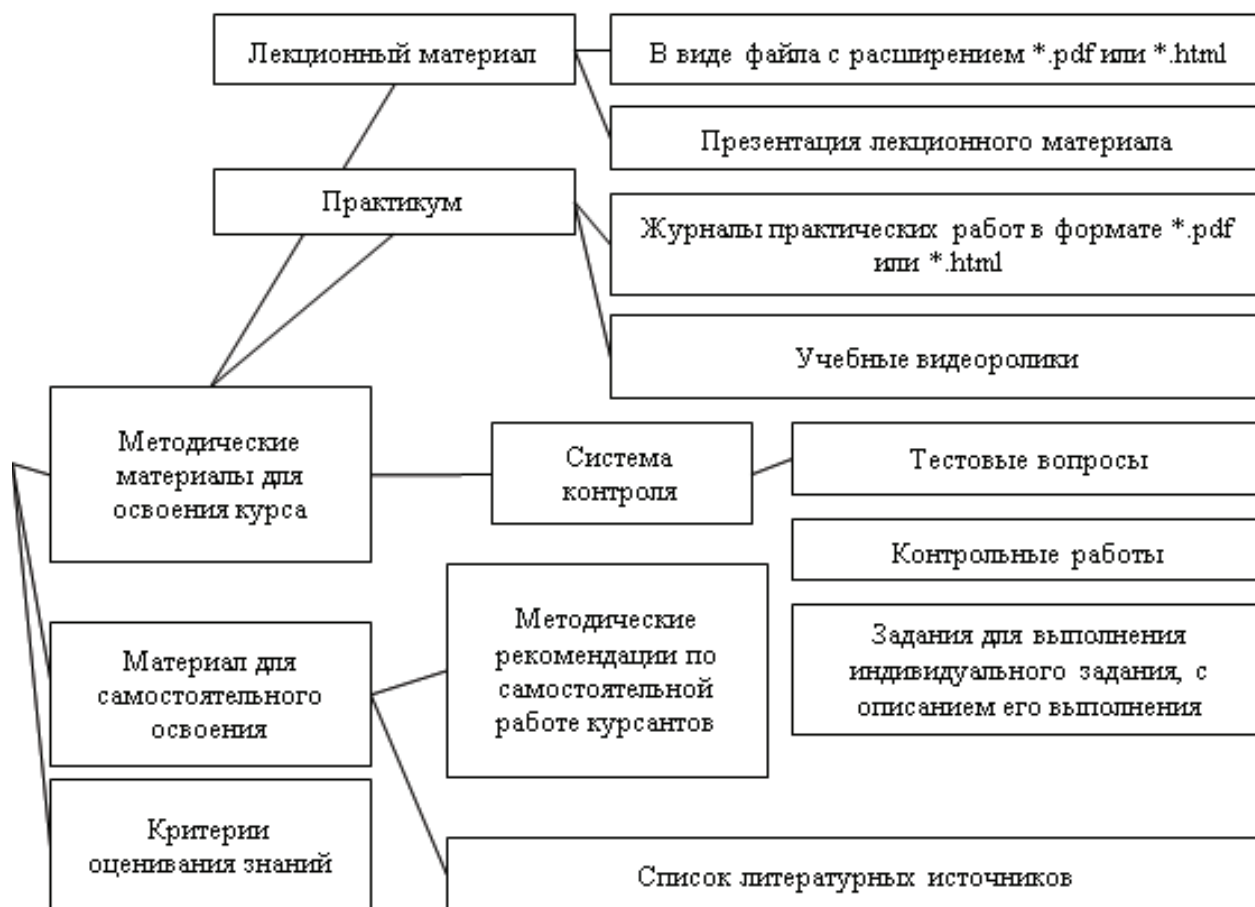 Лекционный материал
В виде файла с расширением *.pdf или *.html
Презентация лекционного материала
Практикум
Журналы практических работ в формате *.pdf
или *.html
Учебные видеоролики
Методические
материалы для
освоения курса
Система
контроля
Тестовые вопросы
Контрольные работы
Задания для выполнения
индивидуального задания, с
описанием его выполнения
Материал для
самостоятельного
освоения
Методические
рекомендации по
самостоятельной
работе курсантов
Критерии
оценивания знаний
Список литературных источников